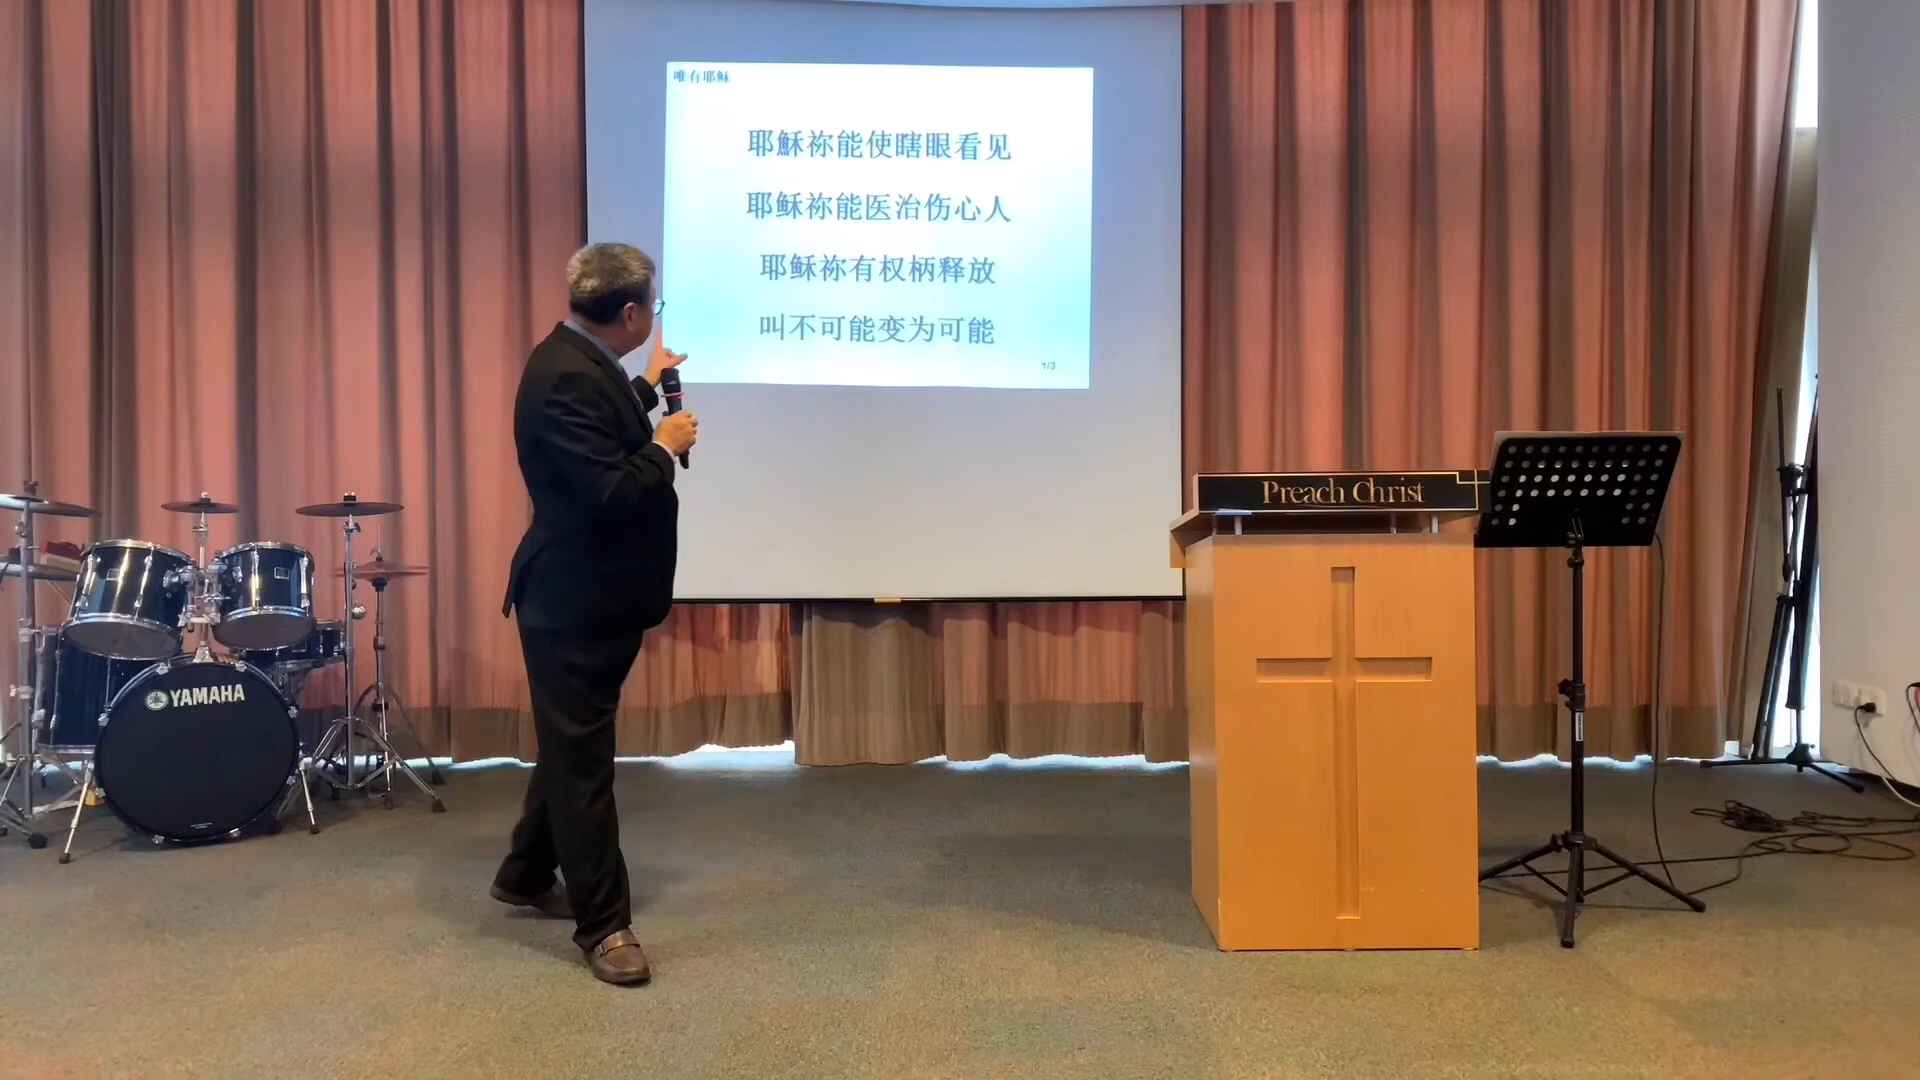 唯有耶稣
耶穌祢能使瞎眼看见
耶稣祢能医治伤心人
耶稣祢有权柄释放
叫不可能变为可能
1/3
Preach Christ
YAMAHA